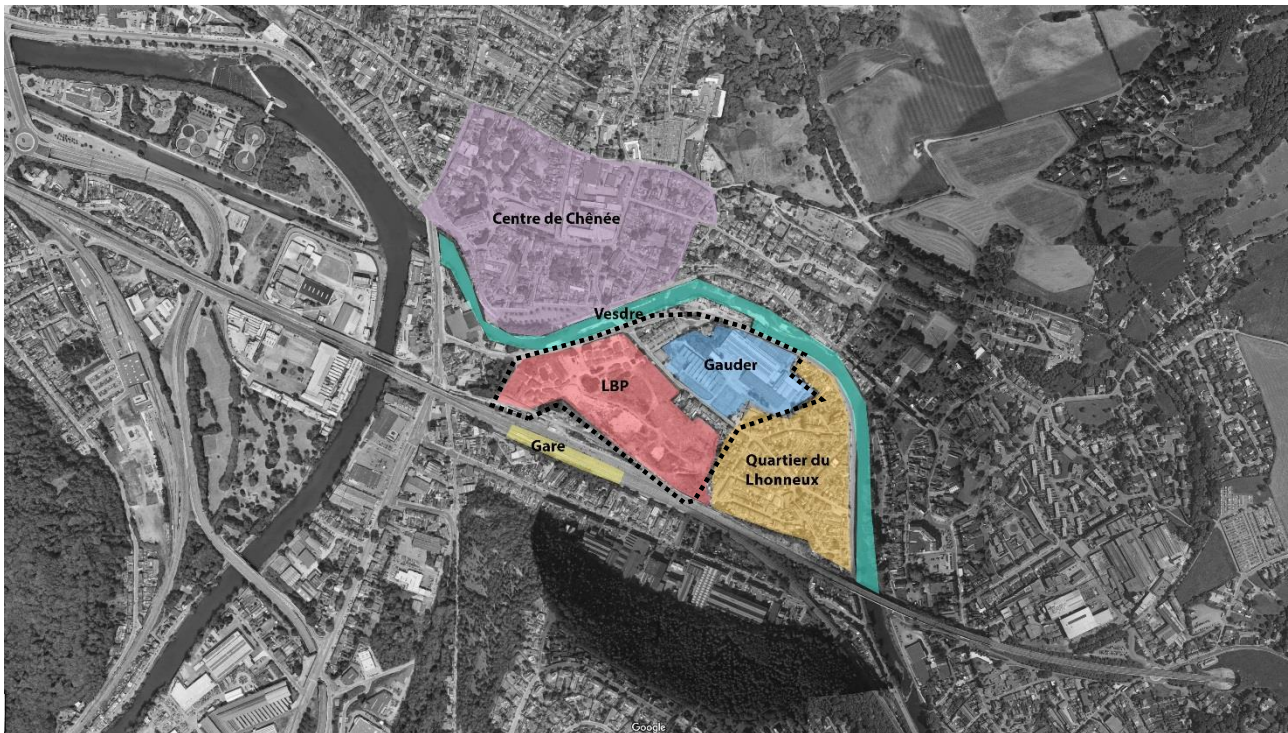 Centre de Chênée
Vesdre
Gauder
LBP
Gare
Quartier du
Lhonneux
Google